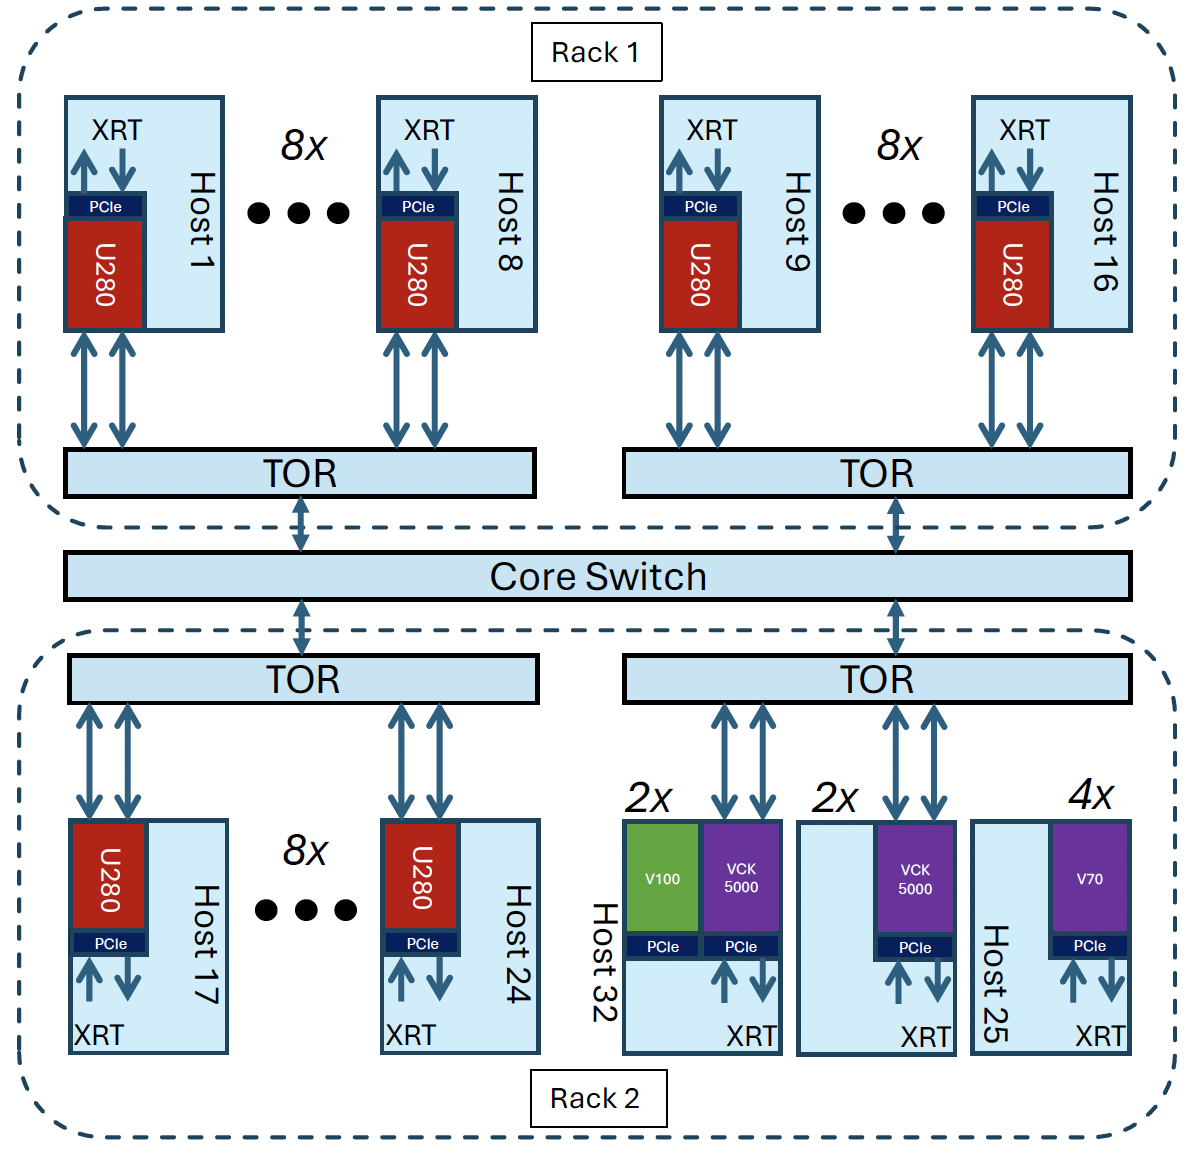 Rack 1
XRT
PCIe
U280
Host 1
8x
XRT
PCIe
U280
Host 8
XRT
PCIe
U280
Host 9
8x
XRT
PCIe
U280
Host 16
TOR
TOR
Core Switch
TOR
TOR
U280
PCIe
XRT
Host 17
8x
U280
PCIe
XRT
Host 24
Host 32
2x
V100
PCIe
VCK
5000
PCIe
XRT
2x
VCK
5000
PCIe
XRT
Host 25
4x
V70
PCIe
XRT
Rack 2